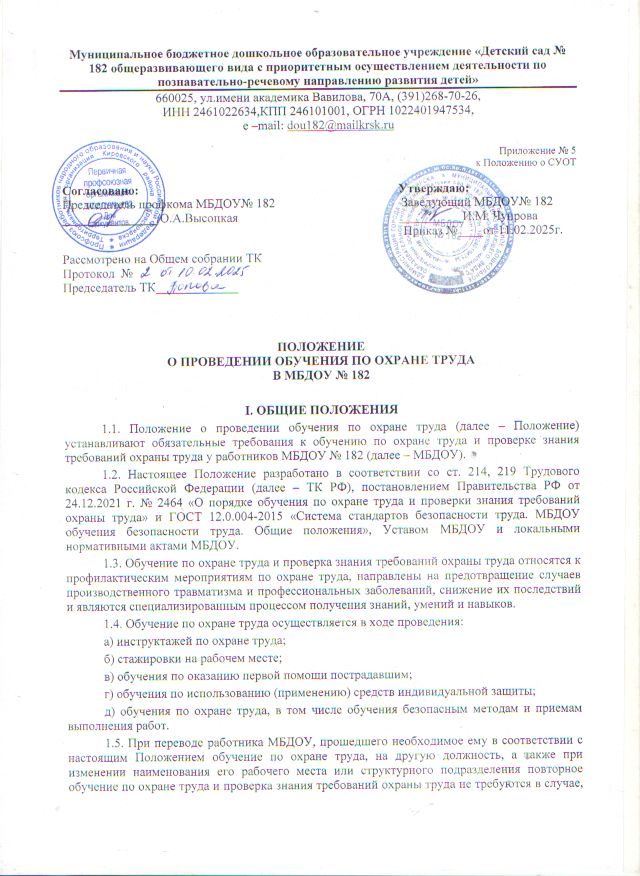 Муниципальное бюджетное дошкольное образовательное учреждение «Детский сад №
182 общеразвивающего вида с приоритетным осуществлением деятельности по
познавательно-речевому направлению развития детей»
660025, ул.имени академика Вавилова, 70А, (391)268-70-26,
ИНН 2461022634,КПП 246101001, ОГРН 1022401947534,
e –mail: dou182@mailkrsk.ru
Приложение № 5
к Положению о СУОТ
Согласовано:
Председатель профкома МБДОУ№ 182
О.А.Высоцкая
Первичная
профсоюзная
организация
Для
документов
Утверждаю:
Заведующий МБДОУ№ 182
И.М. Чупрова
Приказ № от 11.02.2025г.
Рассмотрено на Общем собрании ТК
Протокол № 2 от 10.02.2025
Председатель ТК
ПОЛОЖЕНИЕ
О ПРОВЕДЕНИИ ОБУЧЕНИЯ ПО ОХРАНЕ ТРУДА
В МБДОУ № 182
I. ОБЩИЕ ПОЛОЖЕНИЯ
1.1. Положение о проведении обучения по охране труда (далее – Положение)
устанавливают обязательные требования к обучению по охране труда и проверке знания
требований охраны труда у работников МБДОУ № 182 (далее – МБДОУ).
1.2. Настоящее Положение разработано в соответствии со ст. 214, 219 Трудового
кодекса Российской Федерации (далее – ТК РФ), постановлением Правительства РФ от
24.12.2021 г. № 2464 «О порядке обучения по охране труда и проверки знания требований
охраны труда» и ГОСТ 12.0.004-2015 «Система стандартов безопасности труда. МБДОУ
обучения безопасности труда. Общие положения», Уставом МБДОУ и локальными
нормативными актами МБДОУ.
1.3. Обучение по охране труда и проверка знания требований охраны труда относятся к
профилактическим мероприятиям по охране труда, направлены на предотвращение случаев
производственного травматизма и профессиональных заболеваний, снижение их последствий
и являются специализированным процессом получения знаний, умений и навыков.
1.4. Обучение по охране труда осуществляется в ходе проведения:
а) инструктажей по охране труда;
б) стажировки на рабочем месте;
в) обучения по оказанию первой помощи пострадавшим;
г) обучения по использованию (применению) средств индивидуальной защиты;
д) обучения по охране труда, в том числе обучения безопасным методам и приемам
выполнения работ.
1.5. При переводе работника МБДОУ, прошедшего необходимое ему в соответствии с
настоящим Положением обучение по охране труда, на другую должность, а также при
изменении наименования его рабочего места или структурного подразделения повторное
обучение по охране труда и проверка знания требований охраны труда не требуются в случае,